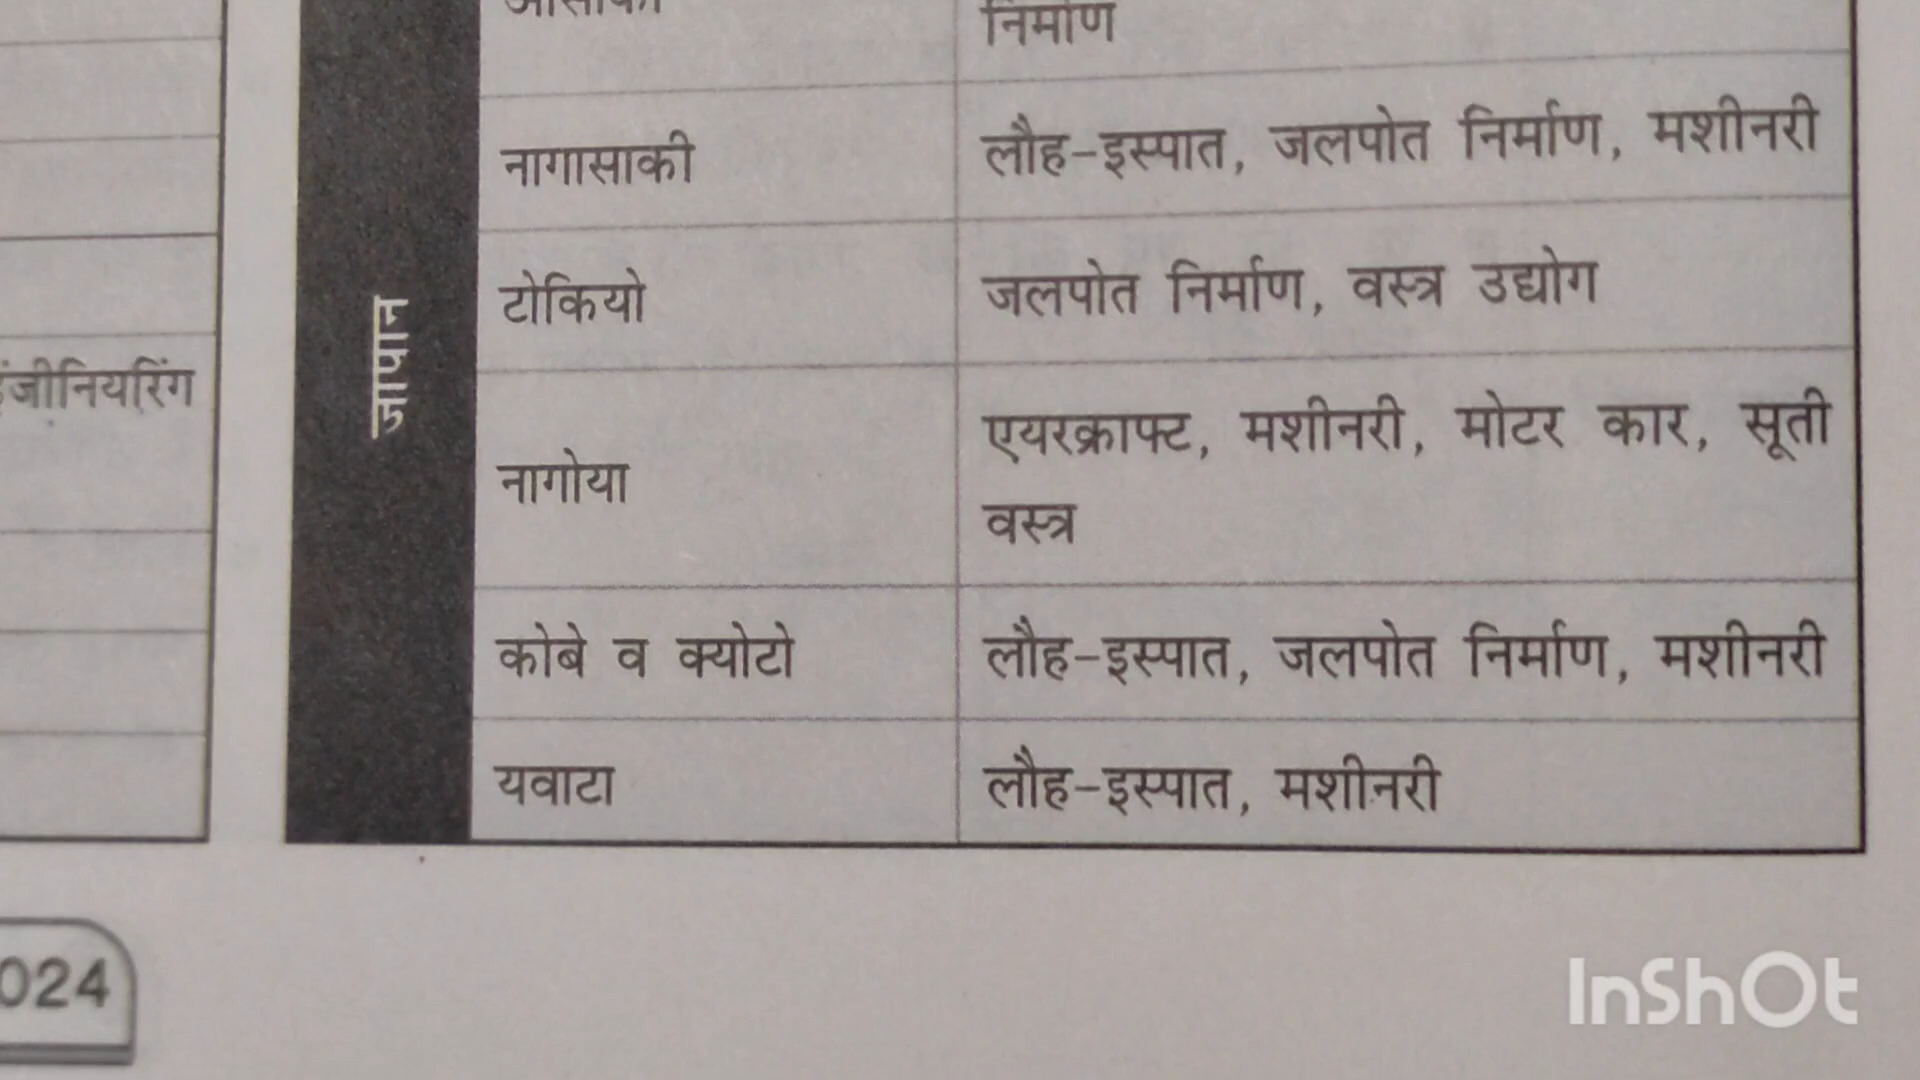 निर्माण
नागासाकी
लौह-इस्पात, जलपोत निर्माण, मशीनरी
टोकियो
जलपोत निर्माण, वस्त्र उद्योग
जापान
नागोया
एयरक्राफ्ट, मशीनरी, मोटर कार, सूती
वस्त्र
कोबे व क्योटो
लौह-इस्पात, जलपोत निर्माण, मशीनरी
यवाटा
लौह-इस्पात, मशीनरी
024
InShOt